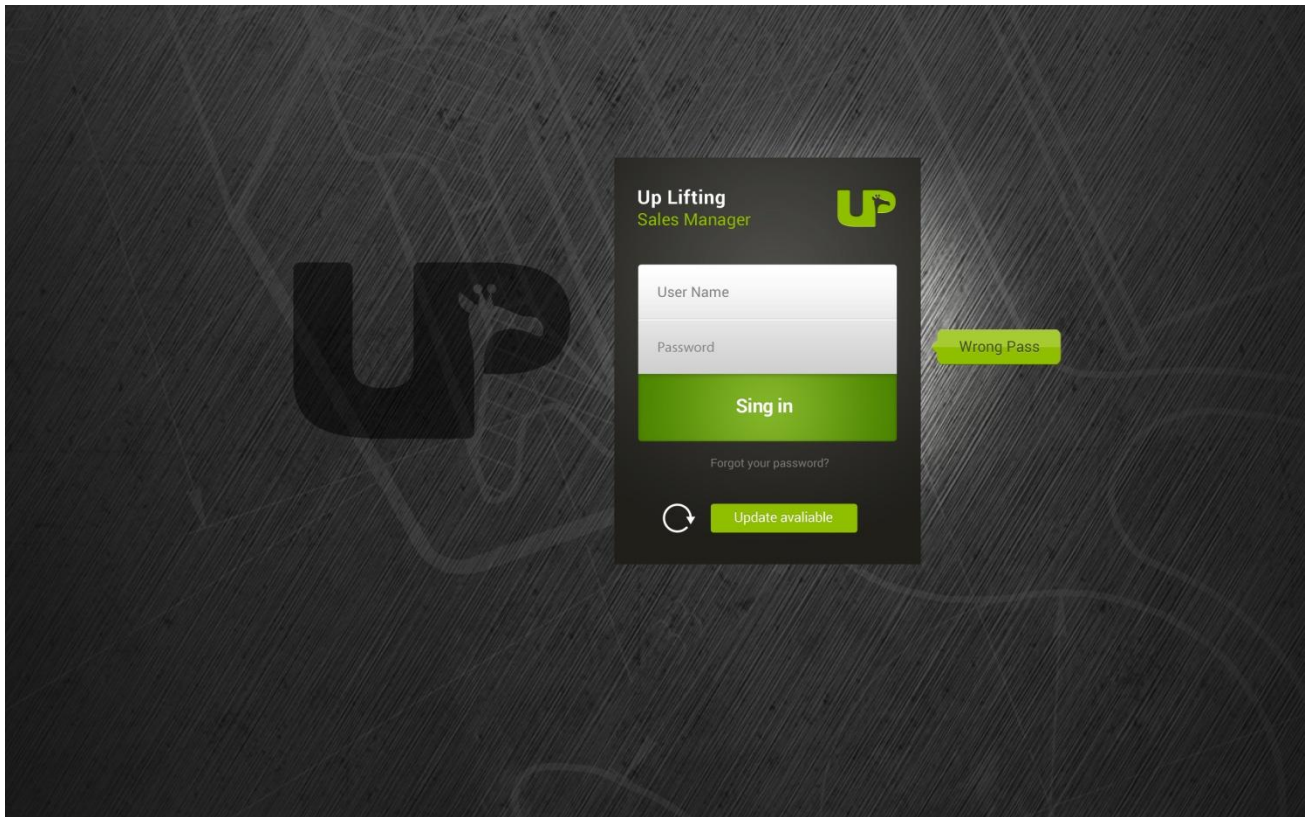 Up Lifting
Sales Manager
UP
UP
User Name
Password
Wrong Pass
Sing in
Forgot your password?
Update avaliable